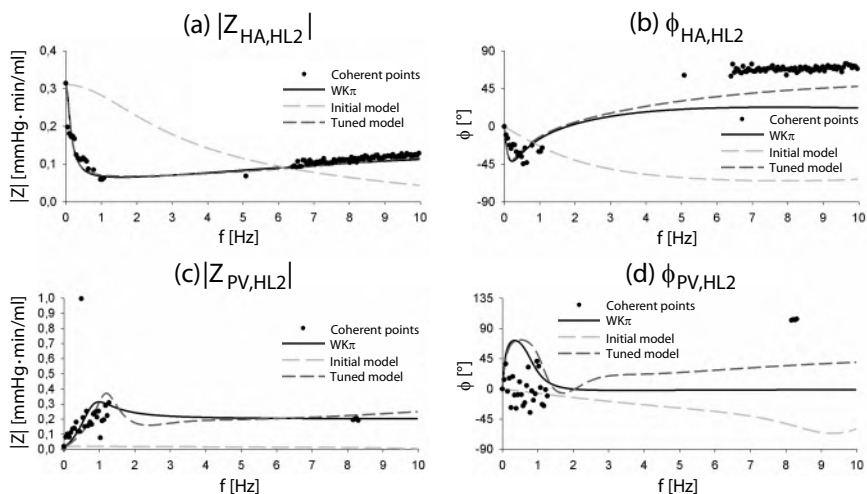 (a) |Z_HA,HL2|
0,4
0,3
0,2
0,1
0
|Z| [mmHg·min/ml]
Coherent points
WKπ
Initial model
Tuned model
0 1 2 3 4 5 6 7 8 9 10
f [Hz]
(b) ϕ_HA,HL2
90
45
0
-45
-90
ϕ [°]
Coherent points
WKπ
Initial model
Tuned model
0 1 2 3 4 5 6 7 8 9 10
f [Hz]
(c) |Z_PV,HL2|
1,0
0,9
0,8
0,7
0,6
0,5
0,4
0,3
0,2
0,1
0
|Z| [mmHg·min/ml]
Coherent points
WKπ
Initial model
Tuned model
0 1 2 3 4 5 6 7 8 9 10
f [Hz]
(d) ϕ_PV,HL2
135
90
45
0
-45
-90
ϕ [°]
Coherent points
WKπ
Initial model
Tuned model
0 1 2 3 4 5 6 7 8 9 10
f [Hz]